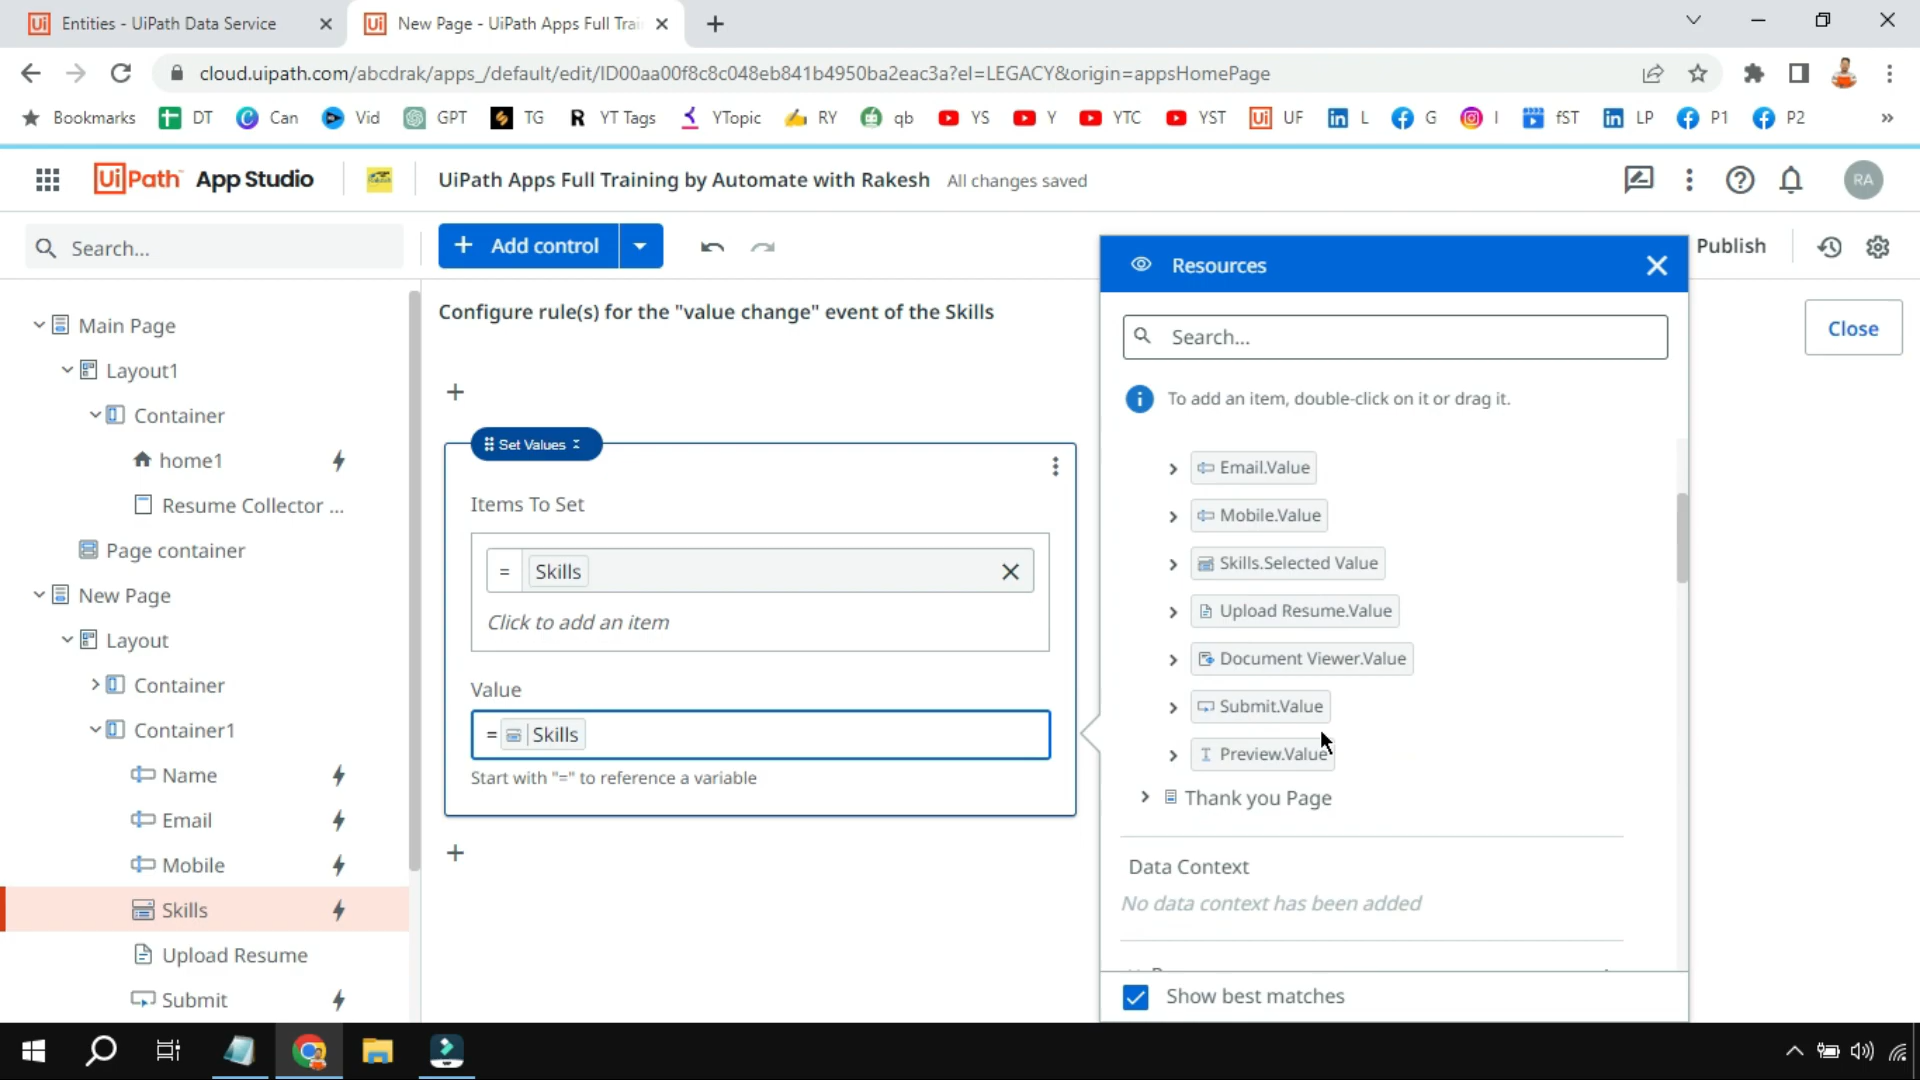 Entities - UiPath Data Service
New Page - UiPath Apps Full Trai
cloud.uipath.com/abcdrak/apps_/default/edit/ID00aa00f8c8c048eb841b4950ba2eac3a?el=LEGACY&origin=appsHomePage
Bookmarks DT Can Vid GPT TG YT Tags YTopic RY qb YS Y YTC YST UF L G I fST LP P1 P2 »
UiPath App Studio UiPath Apps Full Training by Automate with Rakesh All changes saved RA
Search...
+ Add control
Publish
Configure rule(s) for the "value change" event of the Skills
Close
Main Page
Layout1
Container
home1
Resume Collector ...
Page container
New Page
Layout
Container
Container1
Name
Email
Mobile
Skills
Upload Resume
Submit
+
Set Values
Items To Set
= Skills
Click to add an item
Value
= Skills
Start with "=" to reference a variable
+
Resources
Search...
To add an item, double-click on it or drag it.
Email.Value
Mobile.Value
Skills.Selected Value
Upload Resume.Value
Document Viewer.Value
Submit.Value
Preview.Value
Thank you Page
Data Context
No data context has been added
Show best matches